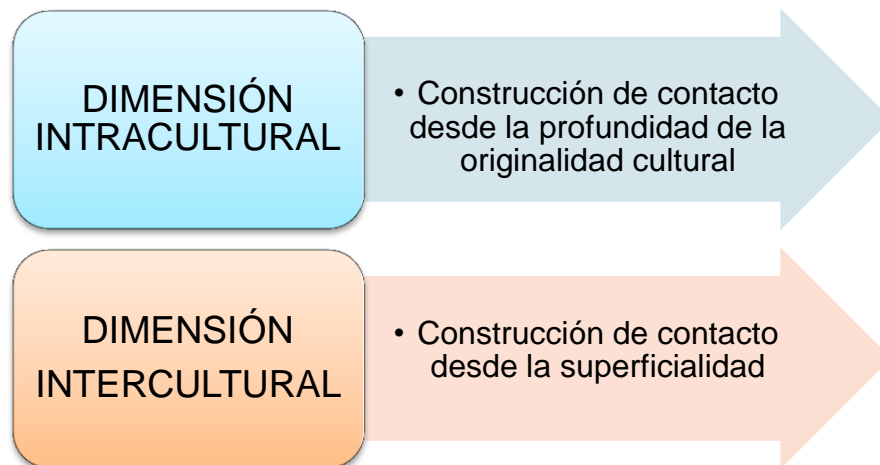 DIMENSIÓN
INTRACULTURAL
• Construcción de contacto
desde la profundidad de la
originalidad cultural
DIMENSIÓN
INTERCULTURAL
• Construcción de contacto
desde la superficialidad